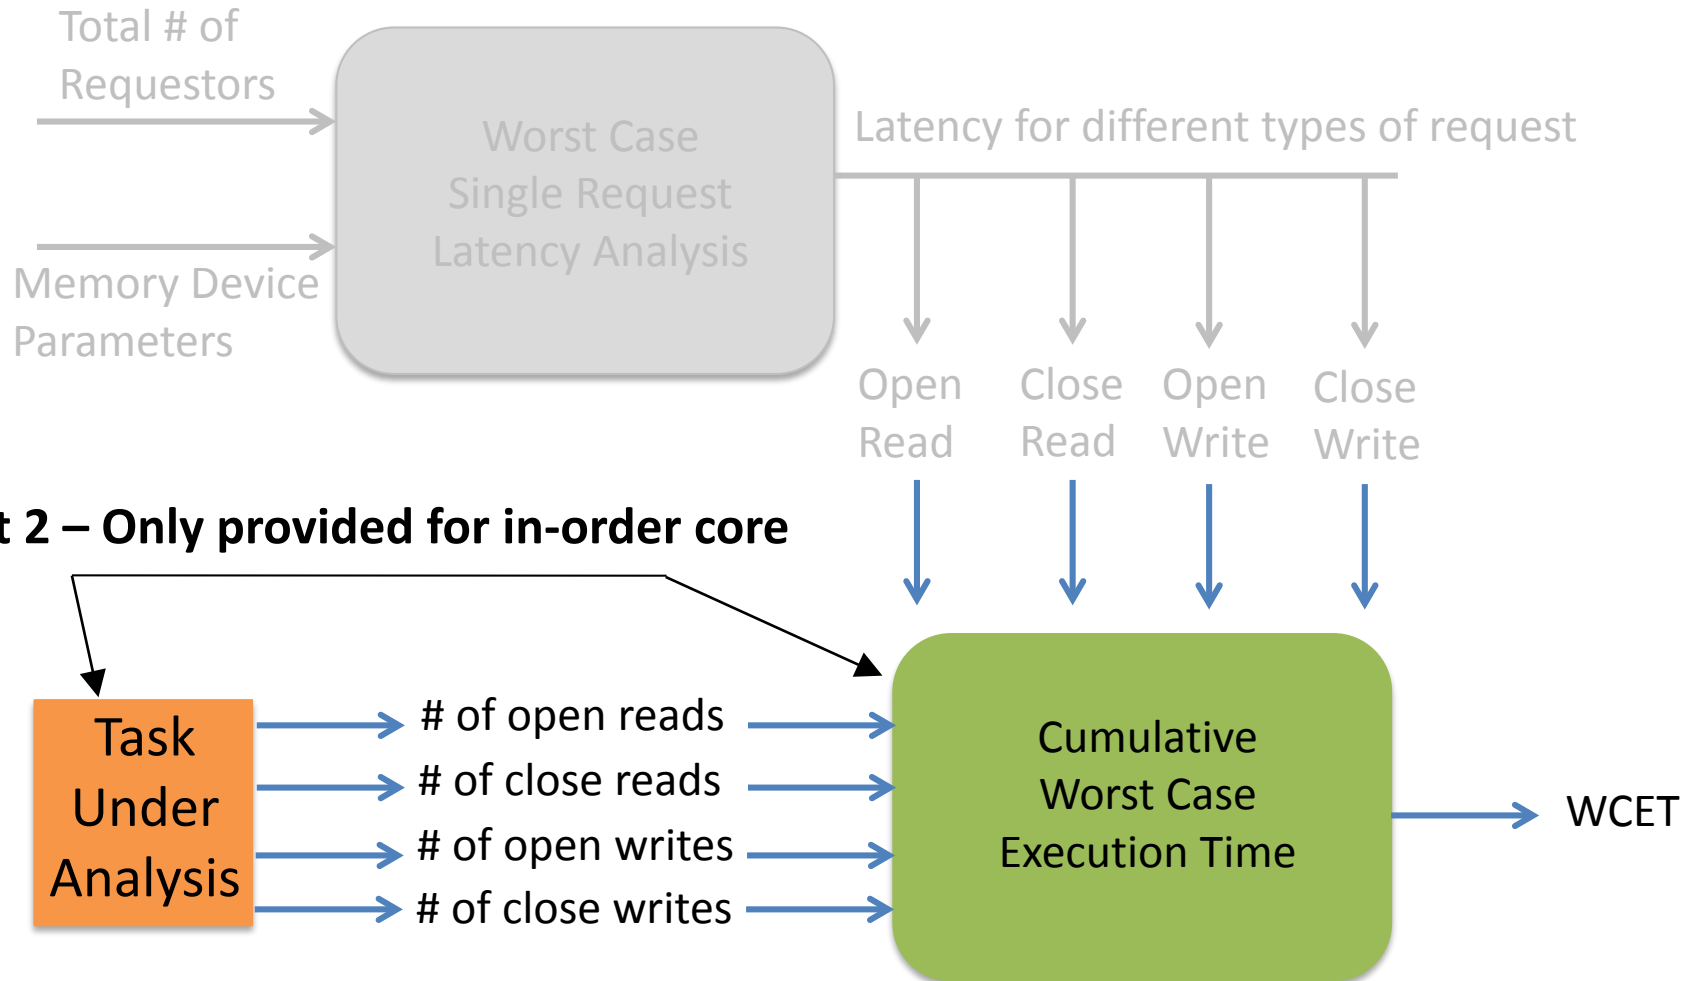 Total # of
Requestors
Worst Case
Single Request
Latency Analysis
Latency for different types of request
Memory Device
Parameters
Open
Read
Close
Read
Open
Write
Close
Write
t 2 – Only provided for in-order core
Task
Under
Analysis
# of open reads
# of close reads
# of open writes
# of close writes
Cumulative
Worst Case
Execution Time
WCET